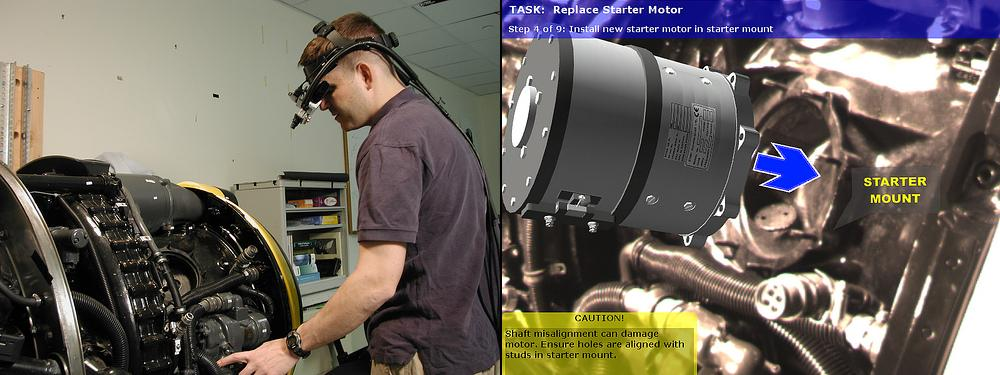 TASK: Replace Starter Motor
Step 4 of 9: Install new starter motor in starter mount
STARTER
MOUNT
CAUTION!
Shaft misalignment can damage
motor. Ensure holes are aligned with
studs in starter mount.